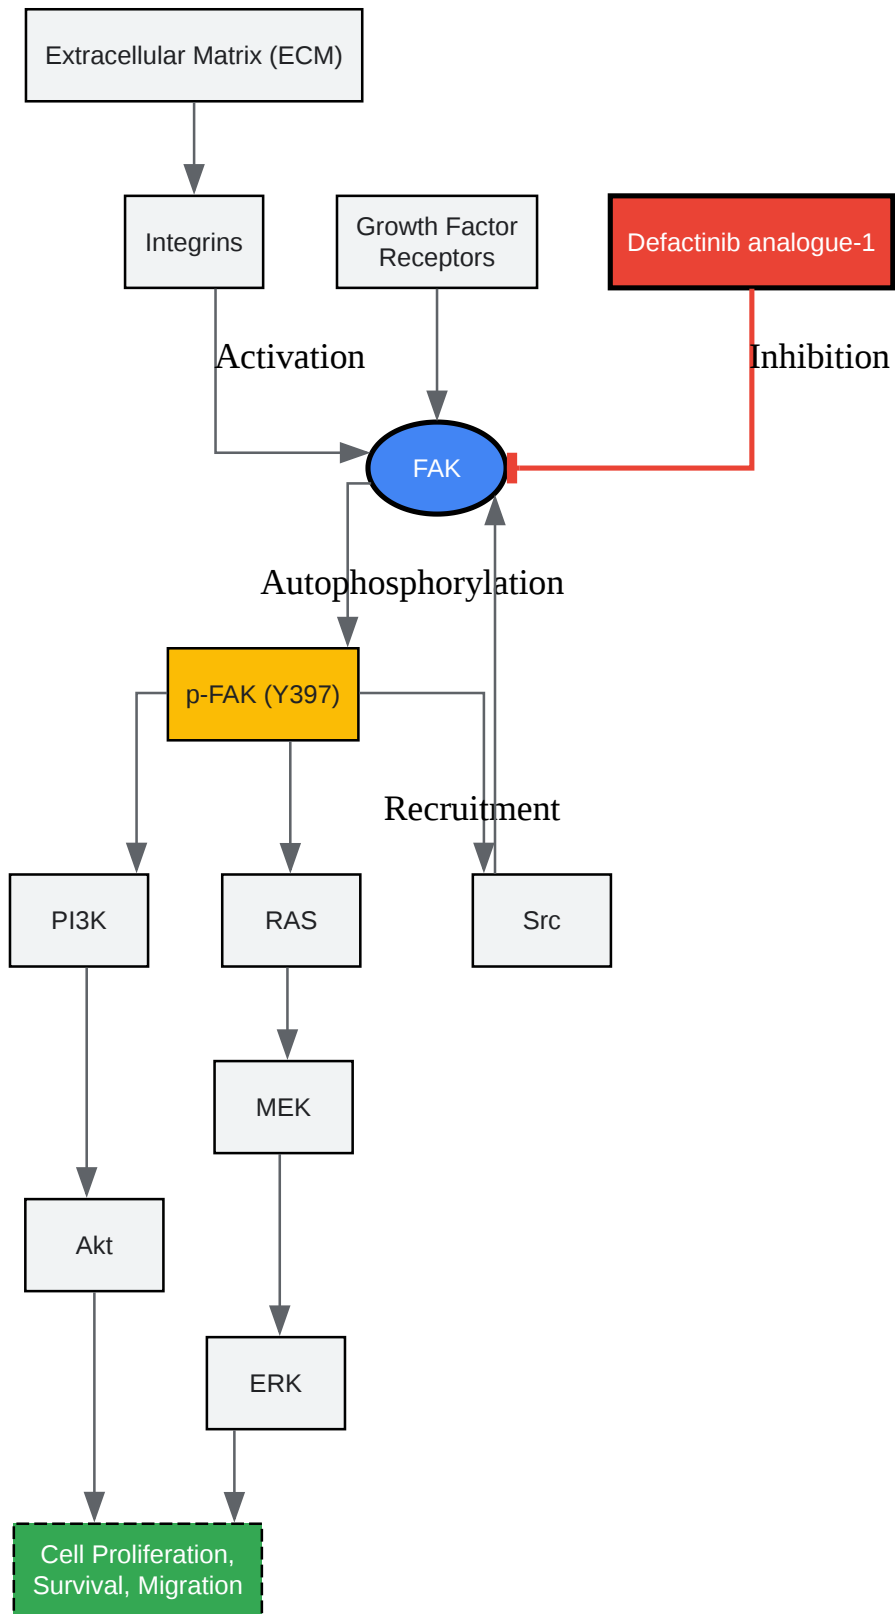 Extracellular Matrix (ECM)
Integrins
Growth Factor
Receptors
Defactinib analogue-1
Activation
Inhibition
FAK
Autophosphorylation
p-FAK (Y397)
Recruitment
PI3K
RAS
Src
MEK
Akt
ERK
Cell Proliferation,
Survival, Migration